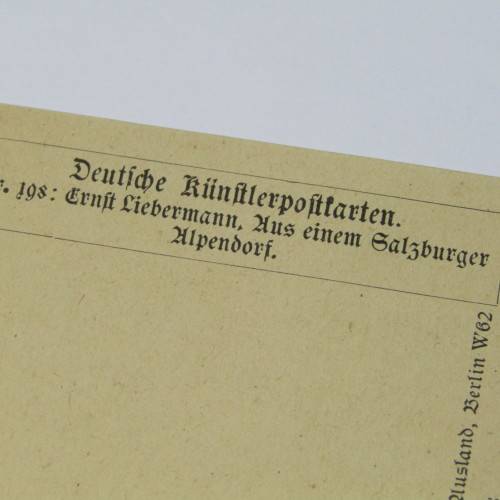 Deutsche Künstlerpostkarten.
r. 198: Ernst Liebermann, Aus einem Salzburger
Alpendorf.
Ausland, Berlin W62